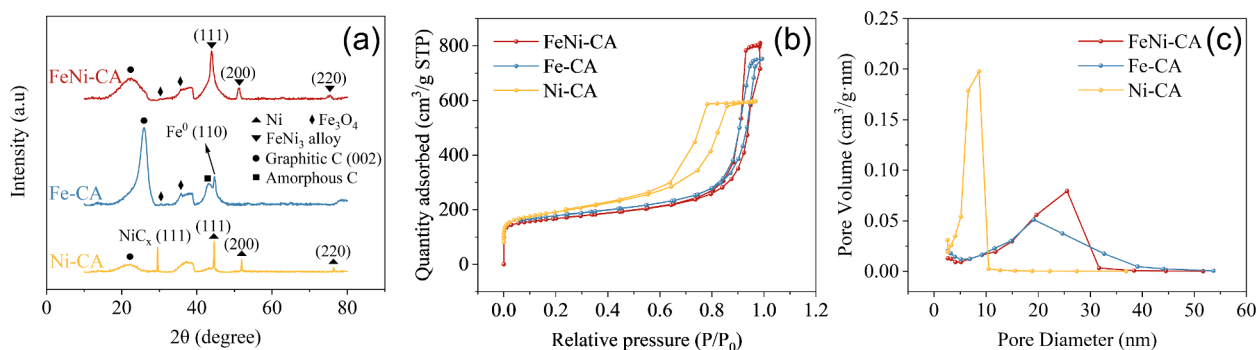 (a)
Intensity (a.u)
FeNi-CA
Fe-CA
Ni-CA
(111)
(200)
(220)
▲ Ni ♦ Fe₃O₄
▼ FeNi₃ alloy
● Graphitic C (002)
■ Amorphous C
Fe⁰ (110)
NiCₓ (111)
(111)
(200)
(220)
0 20 40 60 80
2θ (degree)
(b)
Quantity adsorbed (cm³/g STP)
800
600
400
200
0
FeNi-CA
Fe-CA
Ni-CA
0.0 0.2 0.4 0.6 0.8 1.0 1.2
Relative pressure (P/P₀)
(c)
Pore Volume (cm³/g·nm)
0.25
0.20
0.15
0.10
0.05
0.00
FeNi-CA
Fe-CA
Ni-CA
0 10 20 30 40 50 60
Pore Diameter (nm)